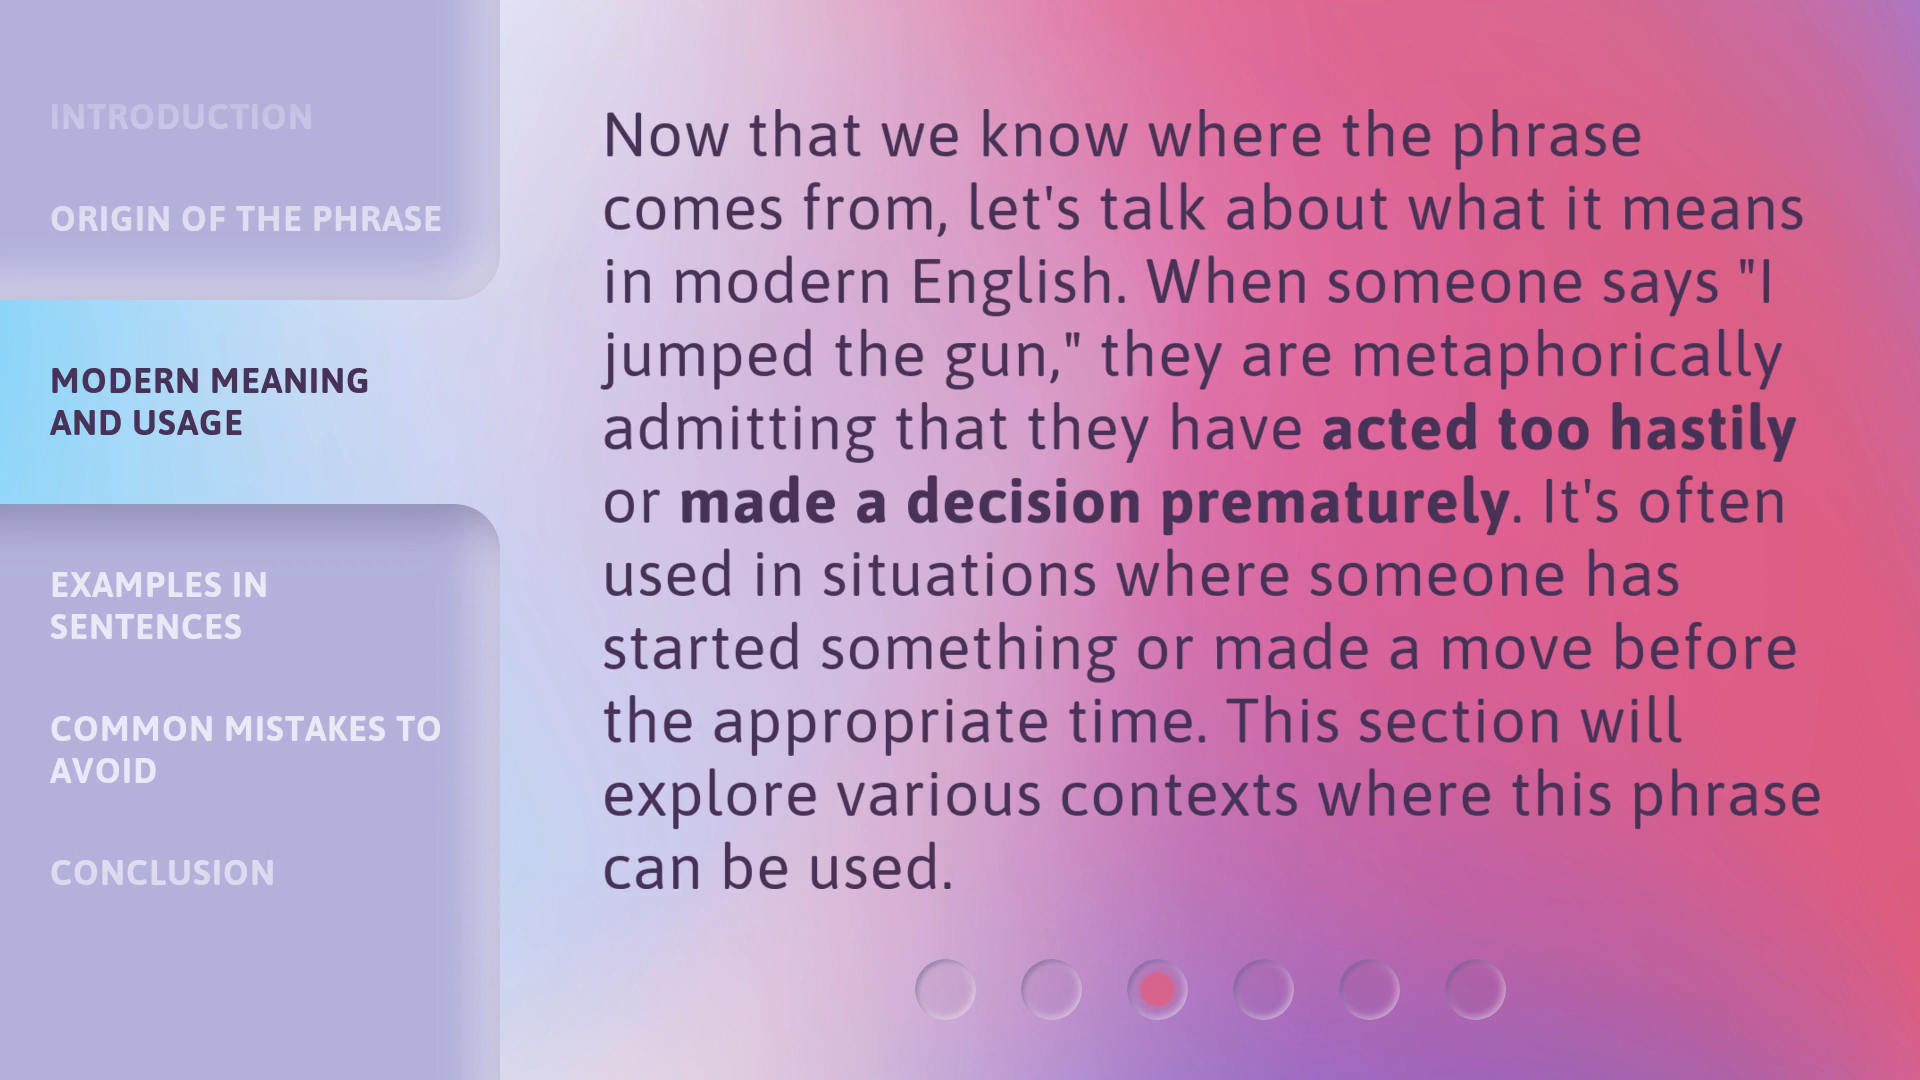 INTRODUCTION
ORIGIN OF THE PHRASE
MODERN MEANING
AND USAGE
EXAMPLES IN
SENTENCES
COMMON MISTAKES TO
AVOID
CONCLUSION
Now that we know where the phrase
comes from, let's talk about what it means
in modern English. When someone says "I
jumped the gun," they are metaphorically
admitting that they have acted too hastily
or made a decision prematurely. It's often
used in situations where someone has
started something or made a move before
the appropriate time. This section will
explore various contexts where this phrase
can be used.